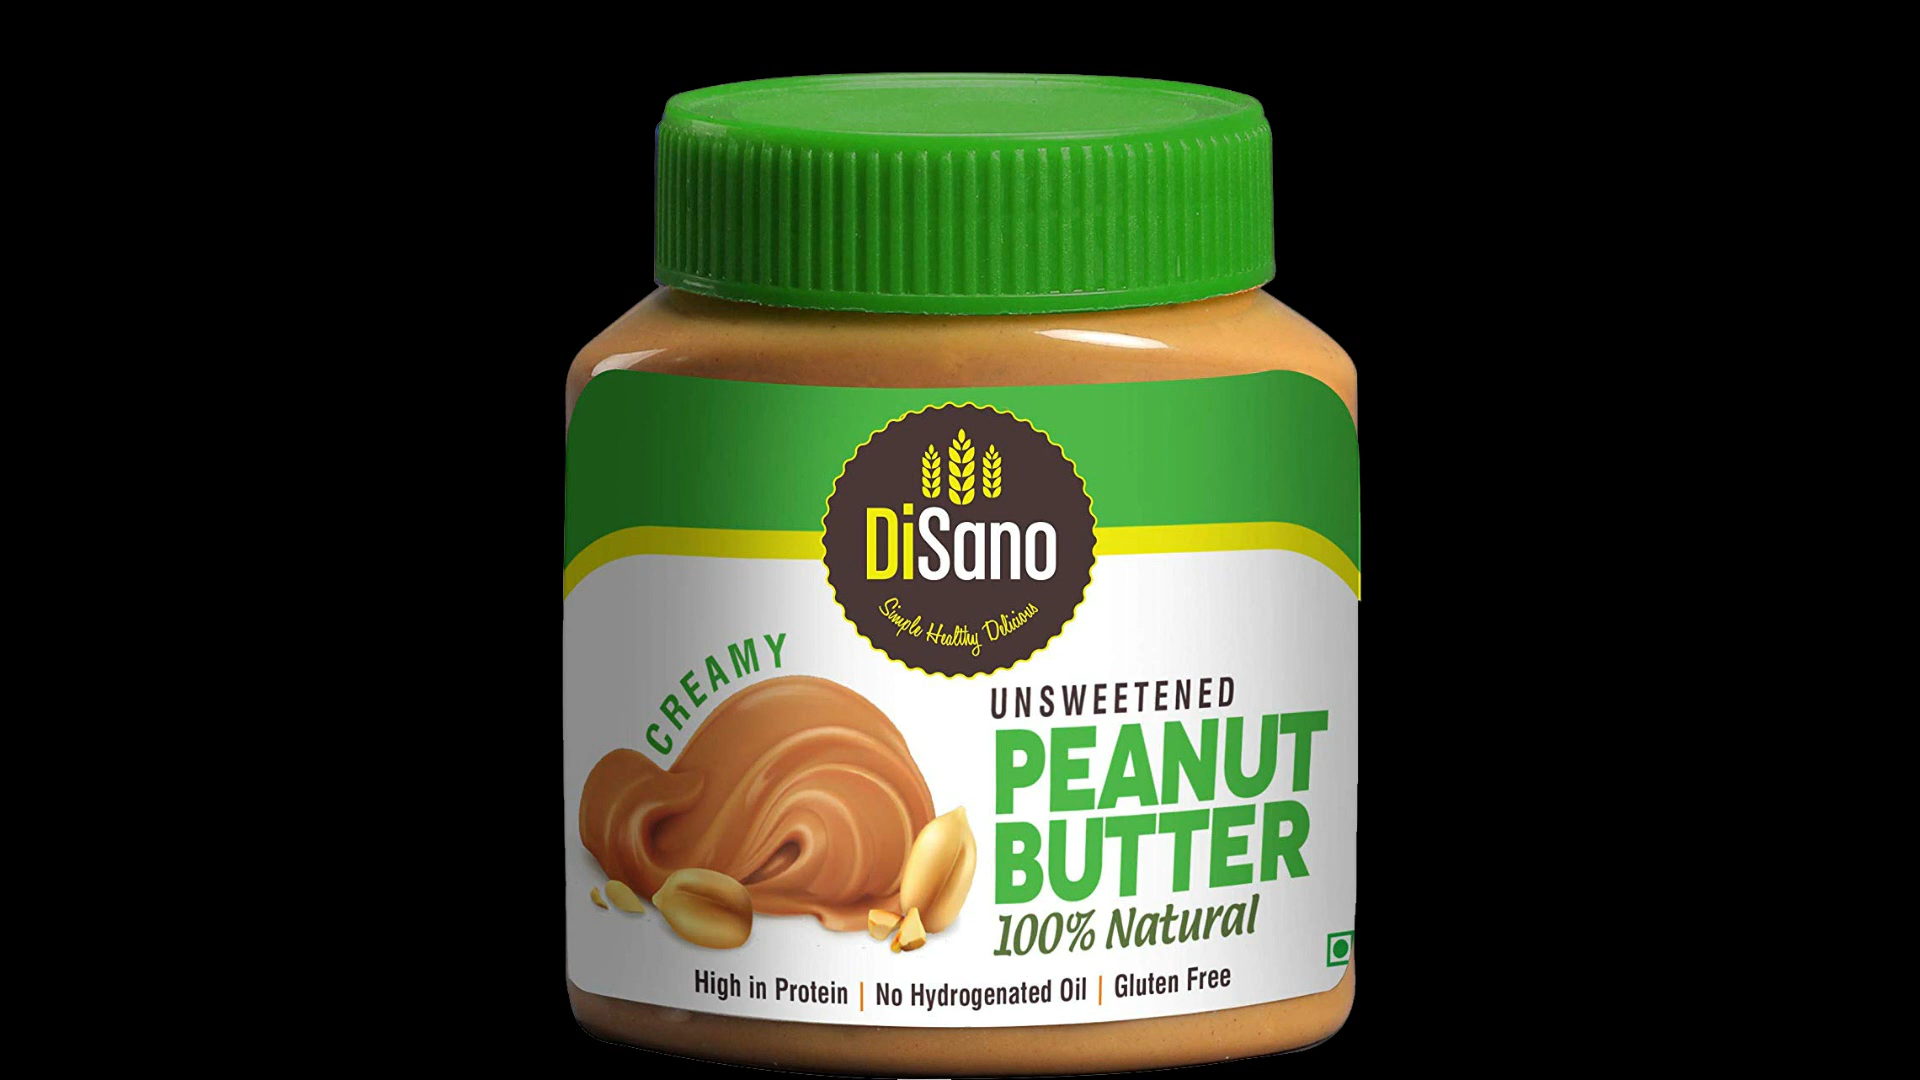 DiSano
Simple Healthy Delicious
CREAMY
UNSWEETENED
PEANUT
BUTTER
100% Natural
High in Protein | No Hydrogenated Oil | Gluten Free